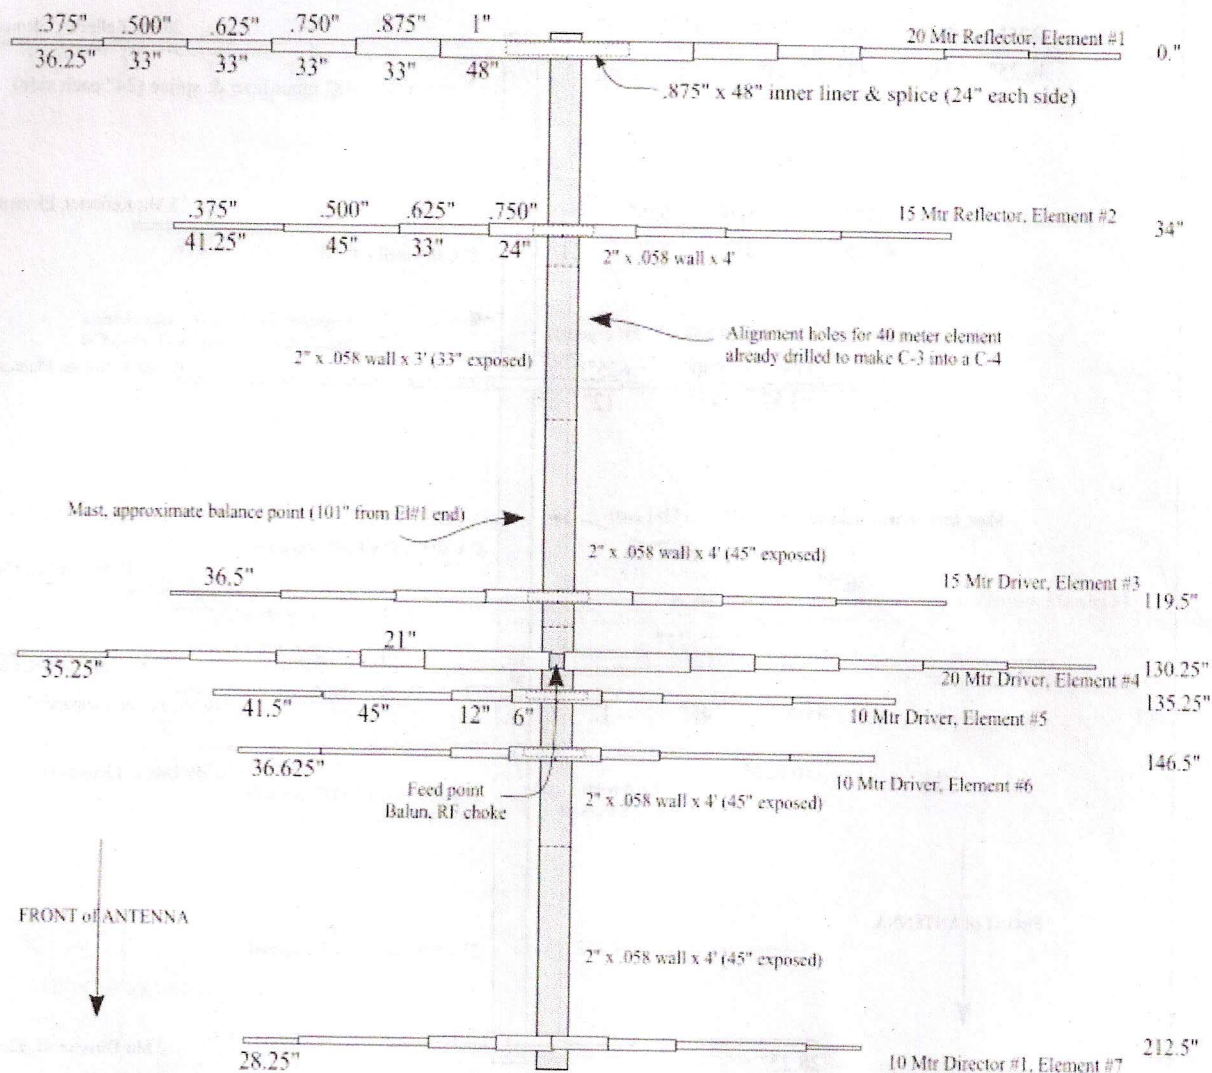 .375" .500" .625" .750" .875" 1"
20 Mtr Reflector, Element #1
0."
36.25" 33" 33" 33" 33" 48"
.875" x 48" inner liner & splice (24" each side)
.375" .500" .625" .750"
15 Mtr Reflector, Element #2
34"
41.25" 45" 33" 24"
2" x .058 wall x 4'
Alignment holes for 40 meter element
already drilled to make C-3 into a C-4
2" x .058 wall x 3' (33" exposed)
Mast, approximate balance point (101" from El#1 end)
2" x .058 wall x 4' (45" exposed)
36.5"
15 Mtr Driver, Element #3
119.5"
21"
35.25"
20 Mtr Driver, Element #4
130.25"
41.5" 45" 12" 6"
10 Mtr Driver, Element #5
135.25"
36.625"
10 Mtr Driver, Element #6
146.5"
Feed point
Balun, RF choke
2" x .058 wall x 4' (45" exposed)
FRONT of ANTENNA
2" x .058 wall x 4' (45" exposed)
28.25"
10 Mtr Director #1, Element #7
212.5"